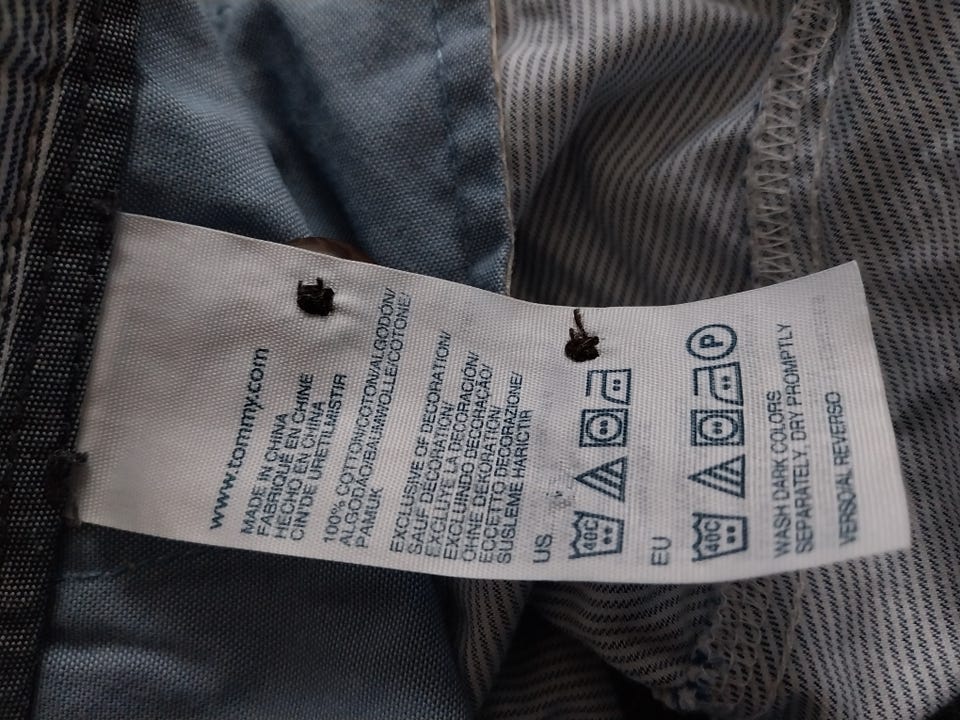 www.tommy.com
MADE IN CHINA
FABRIQUÉ EN CHINE
HECHO EN CHINA
CIN'DE URETILMISTIR
100% COTTON/COTON/ALGODON/
ALGODÃO/BAUMWOLLE/COTONE/
PAMUK
EXCLUSIVE OF DECORATION/
SAUF DÉCORATION/
EXCLUYE LA DECORACIÓN/
EXCLUINDO DECORAÇÃO/
OHNE DEKORATION/
ECCETTO DECORAZIONE/
SUSLEME HARICTIR
US
40C
EU
40C
P
WASH DARK COLORS
SEPARATELY, DRY PROMPTLY
VERSO/AL REVERSO